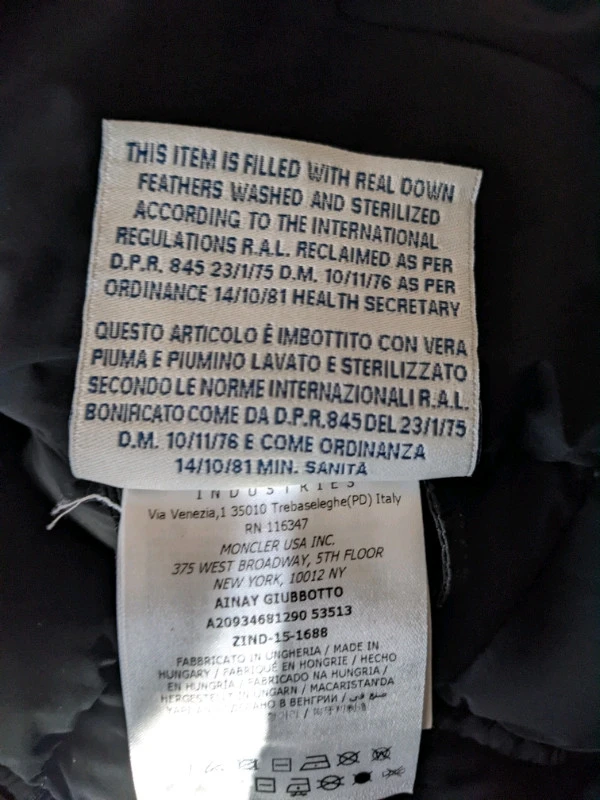 THIS ITEM IS FILLED WITH REAL DOWN
FEATHERS WASHED AND STERILIZED
ACCORDING TO THE INTERNATIONAL
REGULATIONS R.A.L. RECLAIMED AS PER
D.P.R. 845 23/1/75 D.M. 10/11/76 AS PER
ORDINANCE 14/10/81 HEALTH SECRETARY
QUESTO ARTICOLO È IMBOTTITO CON VERA
PIUMA E PIUMINO LAVATO E STERILIZZATO
SECONDO LE NORME INTERNAZIONALI R.A.L.
BONIFICATO COME DA D.P.R. 845 DEL 23/1/75
D.M. 10/11/76 E COME ORDINANZA
14/10/81 MIN. SANITÀ
INDUSTRIES
Via Venezia,1 35010 Trebaseleghe(PD) Italy
RN 116347
MONCLER USA INC.
375 WEST BROADWAY, 5TH FLOOR
NEW YORK, 10012 NY
AINAY GIUBBOTTO
A20934681290 53513
ZIND-15-1688
FABBRICATO IN UNGHERIA / MADE IN
HUNGARY / FABRIQUÉ EN HONGRIE / HECHO
EN HUNGRÍA / FABRICADO NA HUNGRIA /
HERGESTELLT IN UNGARN / MACARISTAN'DA
В ВЕНГРИИ / صنع في